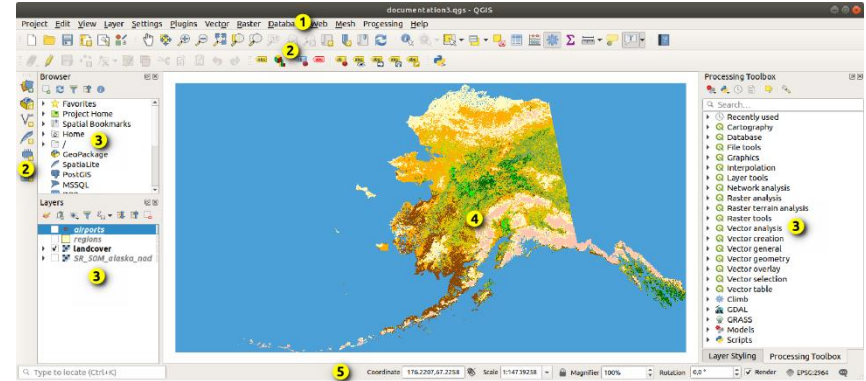 documentation3.qgs - QGIS
Project Edit View Layer Settings Plugins Vector Raster Database Web Mesh Processing Help
1
2
Browser
Favorites
Project Home
Spatial Bookmarks
Home
/
GeoPackage
SpatiaLite
PostGIS
MSSQL
3
2
Layers
airports
regions
landcover
SR_50M_alaska_nad
3
4
Processing Toolbox
Search...
Recently used
Cartography
Database
File tools
Graphics
Interpolation
Layer tools
Network analysis
Raster analysis
Raster terrain analysis
Raster tools
Vector analysis
Vector creation
Vector general
Vector geometry
Vector overlay
Vector selection
Vector table
Climb
GDAL
GRASS
Models
Scripts
3
Layer Styling Processing Toolbox
Type to locate (Ctrl+K) 5 Coordinate 176.2207,67.2258 Scale 1:14739258 Magnifier 100% Rotation 0,0 ° Render EPSG:2964